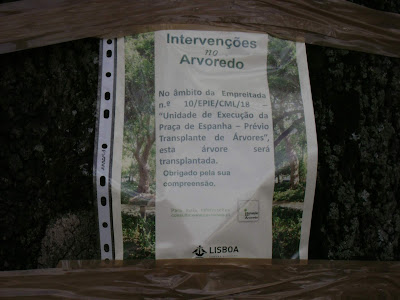 Intervenções
no
Arvoredo
No âmbito da Empreitada
n.º 10/EPIE/CML/18 –
"Unidade de Execução da
Praça de Espanha – Prévio
Transplante de Árvores",
esta árvore será
transplantada.
Obrigado pela sua
compreensão.
LISBOA